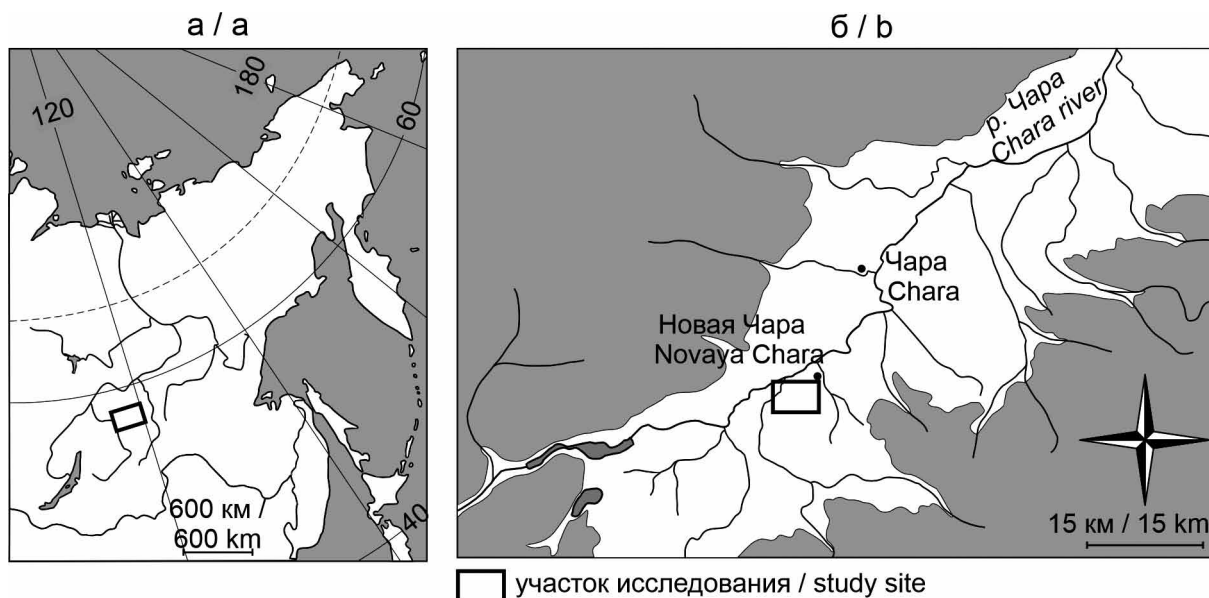 а / a
б / b
120
180
60
40
600 км /
600 km
р. Чара
Chara river
Чара
Chara
Новая Чара
Novaya Chara
15 км / 15 km
участок исследования / study site